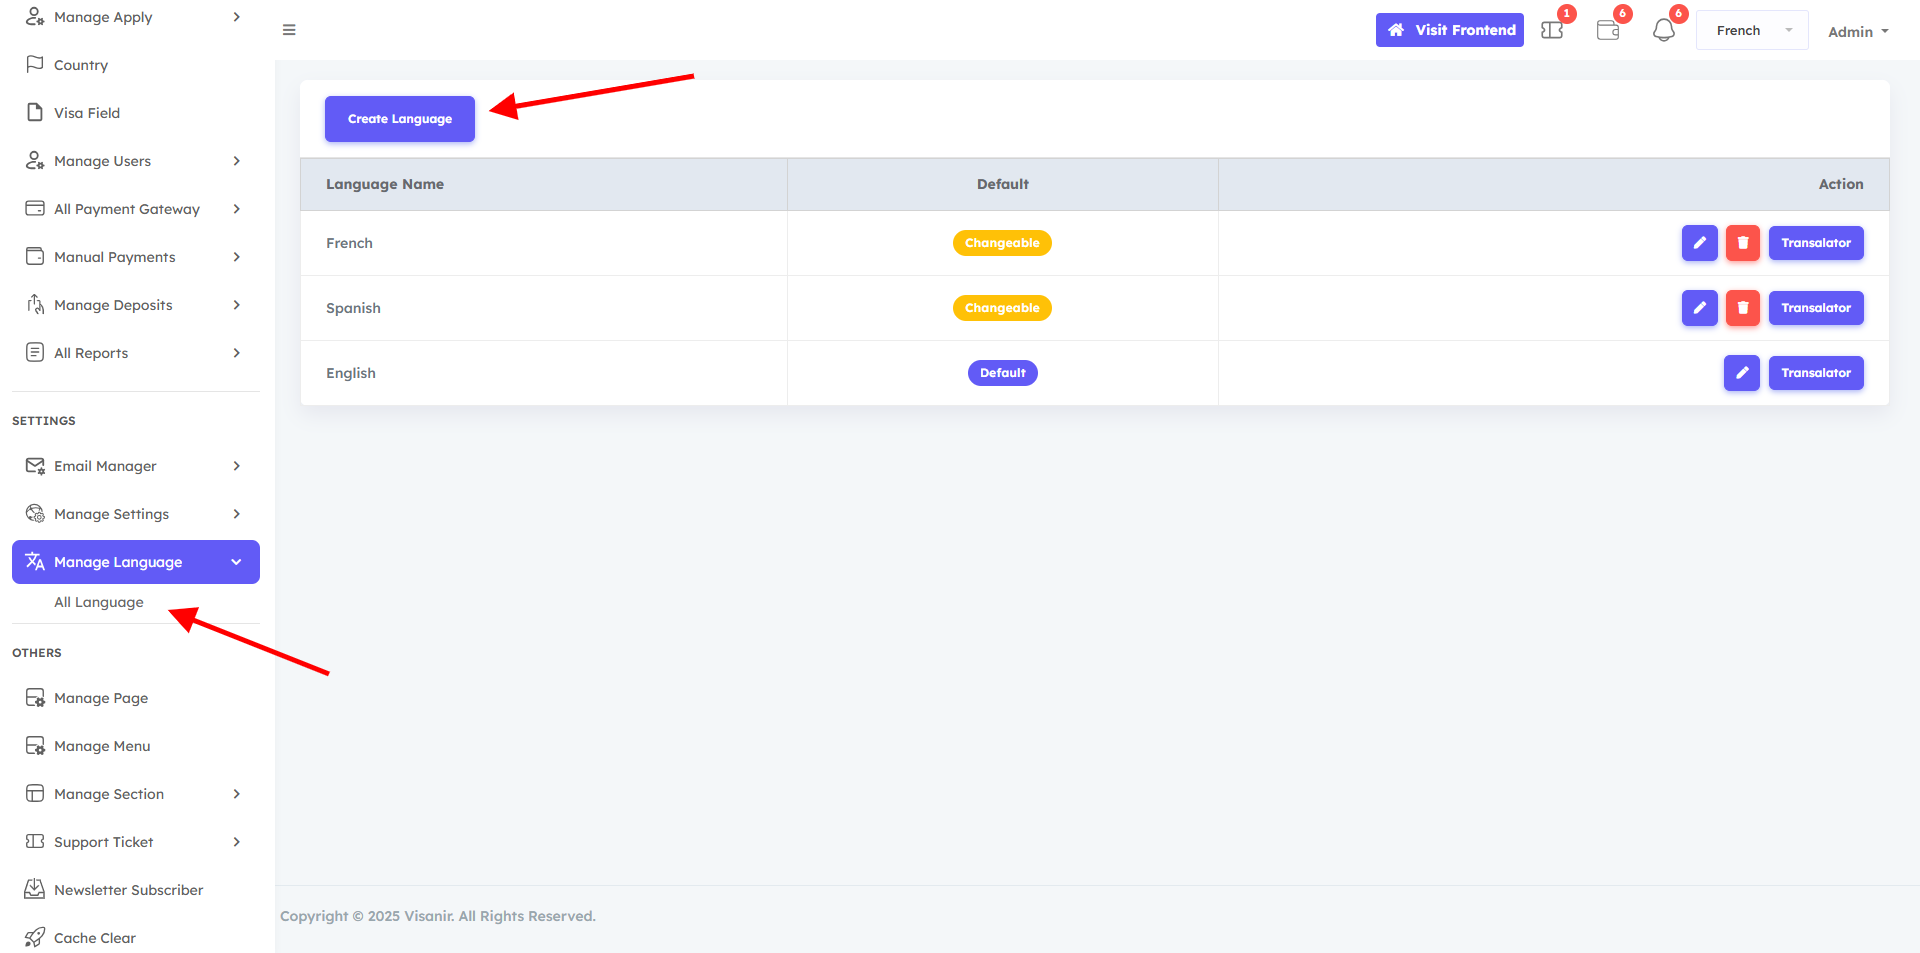 Manage Apply
Country
Visa Field
Manage Users
All Payment Gateway
Manual Payments
Manage Deposits
All Reports
SETTINGS
Email Manager
Manage Settings
Manage Language
All Language
OTHERS
Manage Page
Manage Menu
Manage Section
Support Ticket
Newsletter Subscriber
Cache Clear
Visit Frontend 1 6 6 French Admin
Create Language
Language Name Default Action
French Changeable Transalator
Spanish Changeable Transalator
English Default Transalator
Copyright © 2025 Visanir. All Rights Reserved.